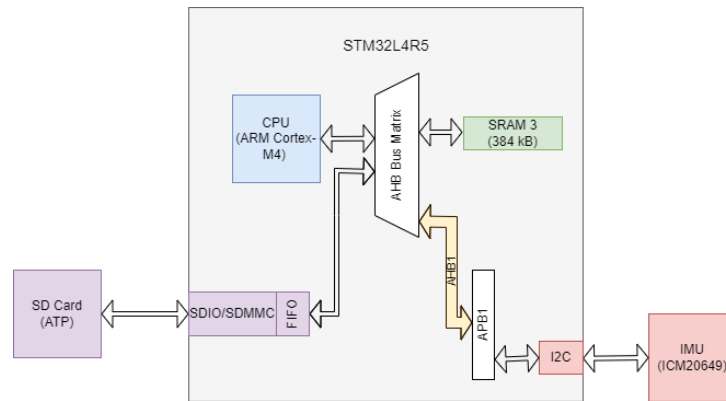 STM32L4R5
CPU
(ARM Cortex-
M4)
AHB Bus Matrix
SRAM 3
(384 kB)
AHB1
SD Card
(ATP)
SDIO/SDMMC
FIFO
APB1
I2C
IMU
(ICM20649)